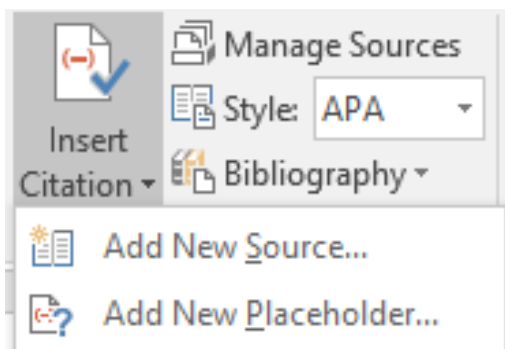 Manage Sources
Style: APA
Insert
Citation
Bibliography
Add New Source...
Add New Placeholder...